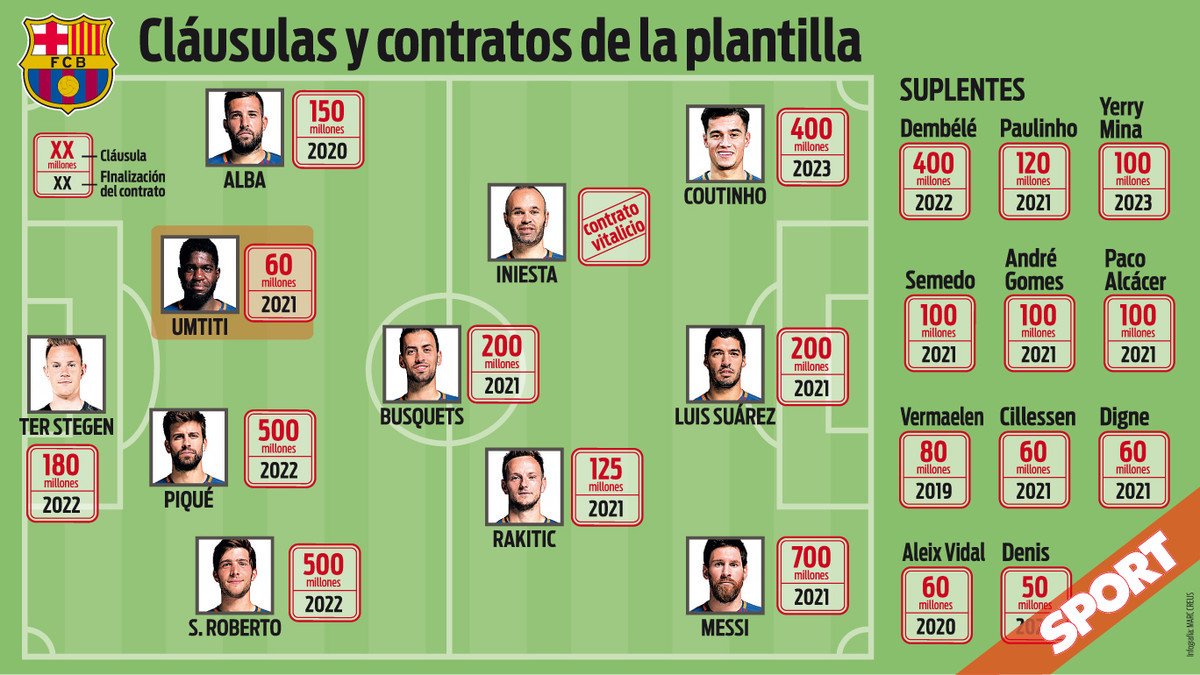 FCB
Cláusulas y contratos de la plantilla
XX
millones
XX
Cláusula
FInalización
del contrato
ALBA
150
millones
2020
COUTINHO
400
millones
2023
INIESTA
contrato
vitalicio
UMTITI
60
millones
2021
TER STEGEN
180
millones
2022
BUSQUETS
200
millones
2021
LUIS SUÁREZ
200
millones
2021
PIQUÉ
500
millones
2022
RAKITIC
125
millones
2021
S. ROBERTO
500
millones
2022
MESSI
700
millones
2021
SUPLENTES
Dembélé
400
millones
2022
Paulinho
120
millones
2021
Yerry
Mina
100
millones
2023
Semedo
100
millones
2021
André
Gomes
100
millones
2021
Paco
Alcácer
100
millones
2021
Vermaelen
80
millones
2019
Cillessen
60
millones
2021
Digne
60
millones
2021
Aleix Vidal
60
millones
2020
Denis
50
millones
SPORT
Infografía: MARC CREUS